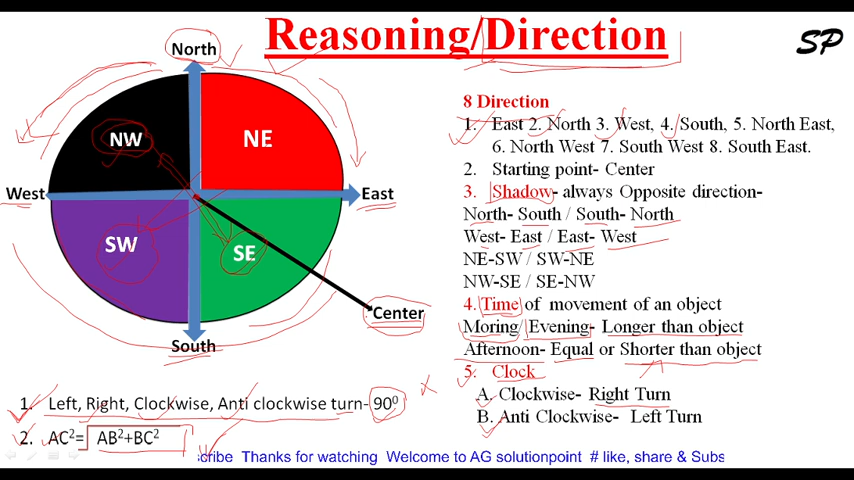 Reasoning/Direction
SP
North
NW
NE
West
East
SW
SE
Center
South
8 Direction
1. East 2. North 3. West, 4. South, 5. North East,
6. North West 7. South West 8. South East.
2. Starting point- Center
3. Shadow- always Opposite direction-
North- South / South- North
West- East / East- West
NE-SW / SW-NE
NW-SE / SE-NW
4. Time of movement of an object
Moring/ Evening- Longer than object
Afternoon- Equal or Shorter than object
5. Clock
A. Clockwise- Right Turn
B. Anti Clockwise- Left Turn
1. Left, Right, Clockwise, Anti clockwise turn- 90⁰
2. AC²= AB²+BC²
cribe Thanks for watching Welcome to AG solutionpoint # like, share & Subs